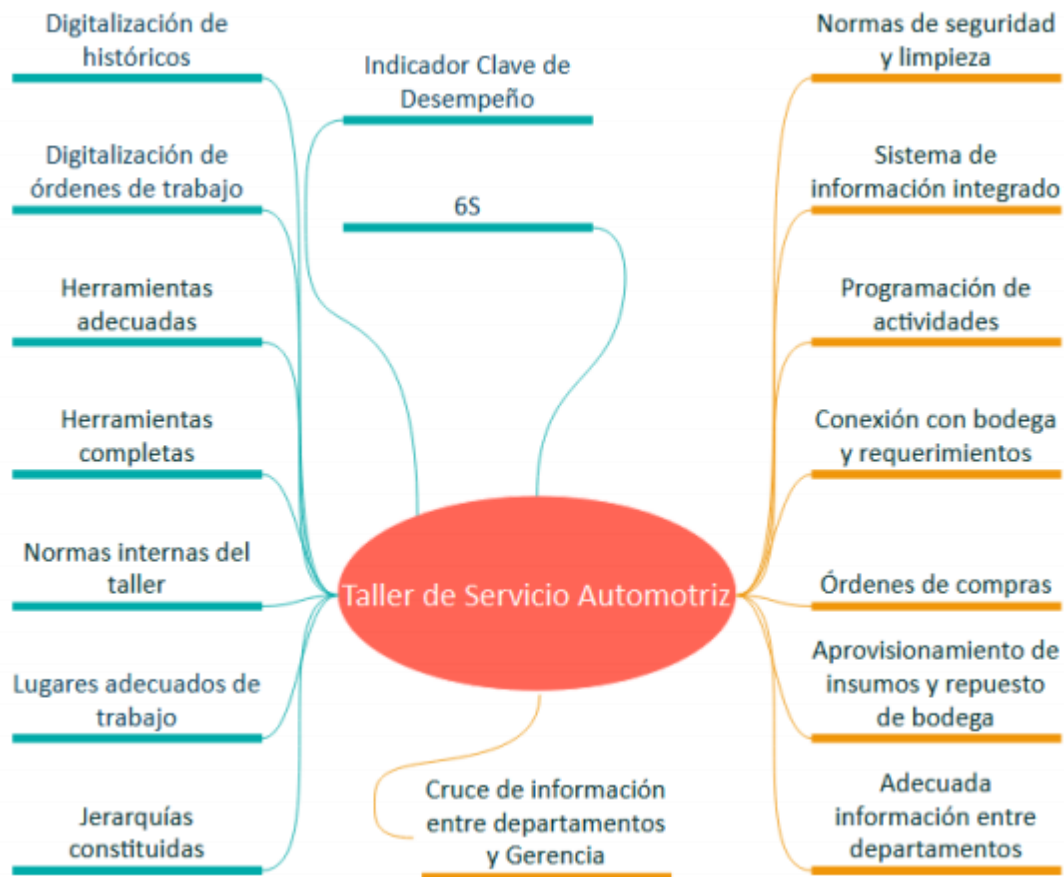 Digitalización de
históricos
Digitalización de
órdenes de trabajo
Herramientas
adecuadas
Herramientas
completas
Normas internas del
taller
Lugares adecuados de
trabajo
Jerarquías
constituidas
Indicador Clave de
Desempeño
6S
Taller de Servicio Automotriz
Cruce de información
entre departamentos
y Gerencia
Normas de seguridad
y limpieza
Sistema de
información integrado
Programación de
actividades
Conexión con bodega
y requerimientos
Órdenes de compras
Aprovisionamiento de
insumos y repuesto
de bodega
Adecuada
información entre
departamentos